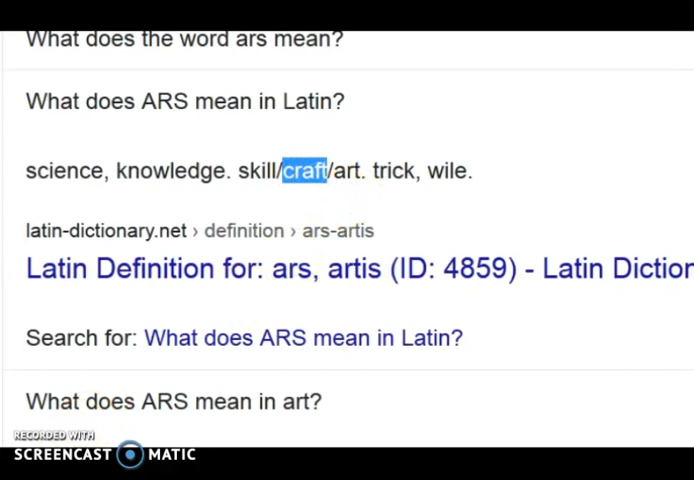 What does the word ars mean?
What does ARS mean in Latin?
science, knowledge. skill/craft/art. trick, wile.
latin-dictionary.net › definition › ars-artis
Latin Definition for: ars, artis (ID: 4859) - Latin Diction
Search for: What does ARS mean in Latin?
What does ARS mean in art?
RECORDED WITH
SCREENCAST MATIC